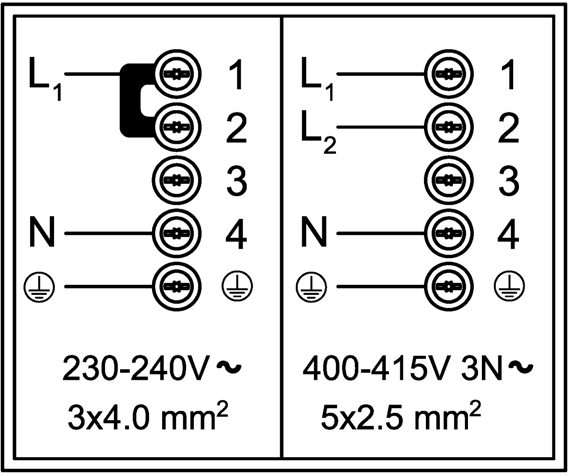 L1 1
2
3
N 4
230-240V ~
3x4.0 mm²
L1 1
L2 2
3
N 4
400-415V 3N ~
5x2.5 mm²